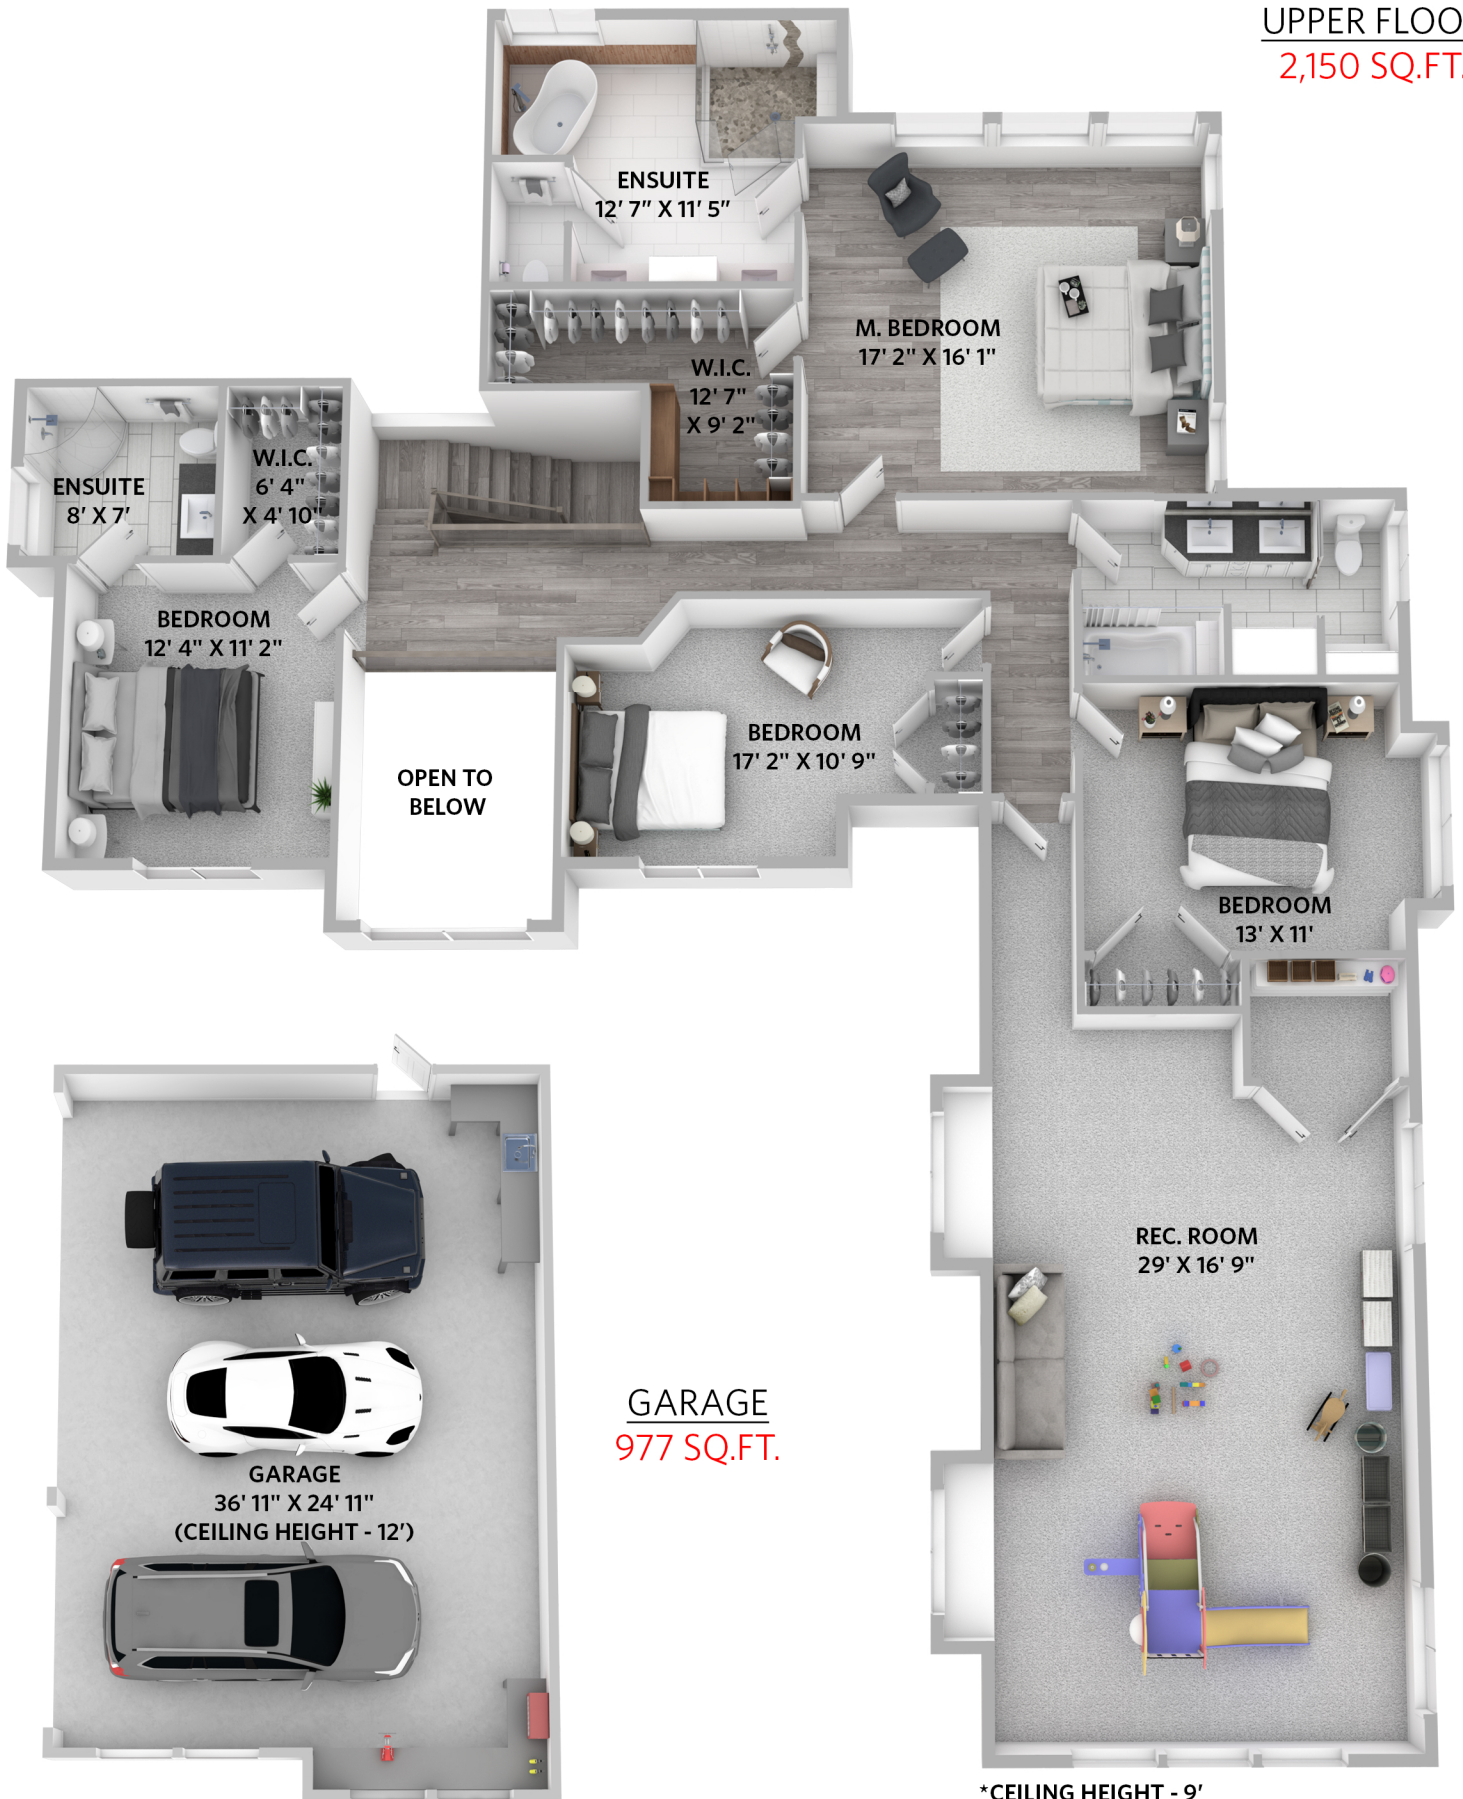 UPPER FLOO
2,150 SQ.FT.
ENSUITE
12' 7" X 11' 5"
M. BEDROOM
17' 2" X 16' 1"
W.I.C.
12' 7"
X 9' 2"
ENSUITE
8' X 7'
W.I.C.
6' 4"
X 4' 10"
BEDROOM
12' 4" X 11' 2"
OPEN TO
BELOW
BEDROOM
17' 2" X 10' 9"
BEDROOM
13' X 11'
REC. ROOM
29' X 16' 9"
GARAGE
977 SQ.FT.
GARAGE
36' 11" X 24' 11"
(CEILING HEIGHT - 12')
*CEILING HEIGHT - 9'